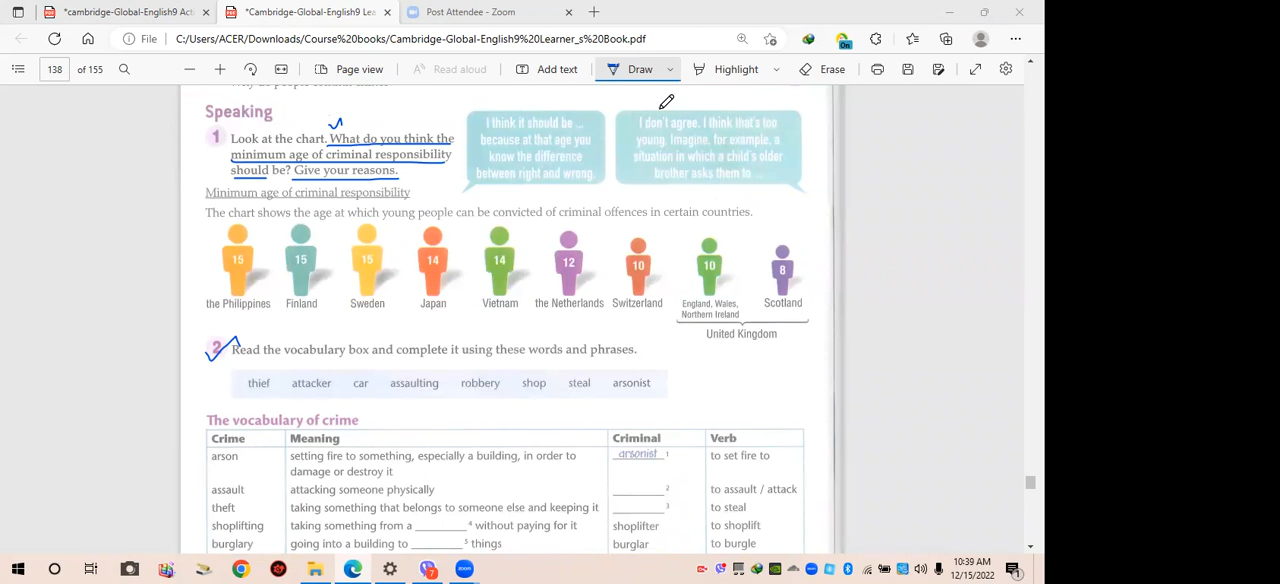 *cambridge-Global-English9 Acti
*Cambridge-Global-English9 Lea
Post Attendee - Zoom
File
C:/Users/ACER/Downloads/Course%20books/Cambridge-Global-English9%20Learner_s%20Book.pdf
On
138 of 155
Page view
Read aloud
Add text
Draw
Highlight
Erase
Speaking
1 Look at the chart. What do you think the
minimum age of criminal responsibility
should be? Give your reasons.
I think it should be ...
because at that age you
know the difference
between right and wrong.
I don't agree. I think that's too
young. Imagine, for example, a
situation in which a child's older
brother asks them to ...
Minimum age of criminal responsibility
The chart shows the age at which young people can be convicted of criminal offences in certain countries.
15 15 15 14 14 12 10 10 8
the Philippines Finland Sweden Japan Vietnam the Netherlands Switzerland England, Wales, Scotland
Northern Ireland
United Kingdom
2 Read the vocabulary box and complete it using these words and phrases.
thief attacker car assaulting robbery shop steal arsonist
The vocabulary of crime
Crime Meaning Criminal Verb
arson setting fire to something, especially a building, in order to arsonist 1 to set fire to
damage or destroy it
assault attacking someone physically ________ 2 to assault / attack
theft taking something that belongs to someone else and keeping it ________ 3 to steal
shoplifting taking something from a ________ 4 without paying for it shoplifter to shoplift
burglary going into a building to ________ 5 things burglar to burgle
7
10:39 AM
12/15/2022
1